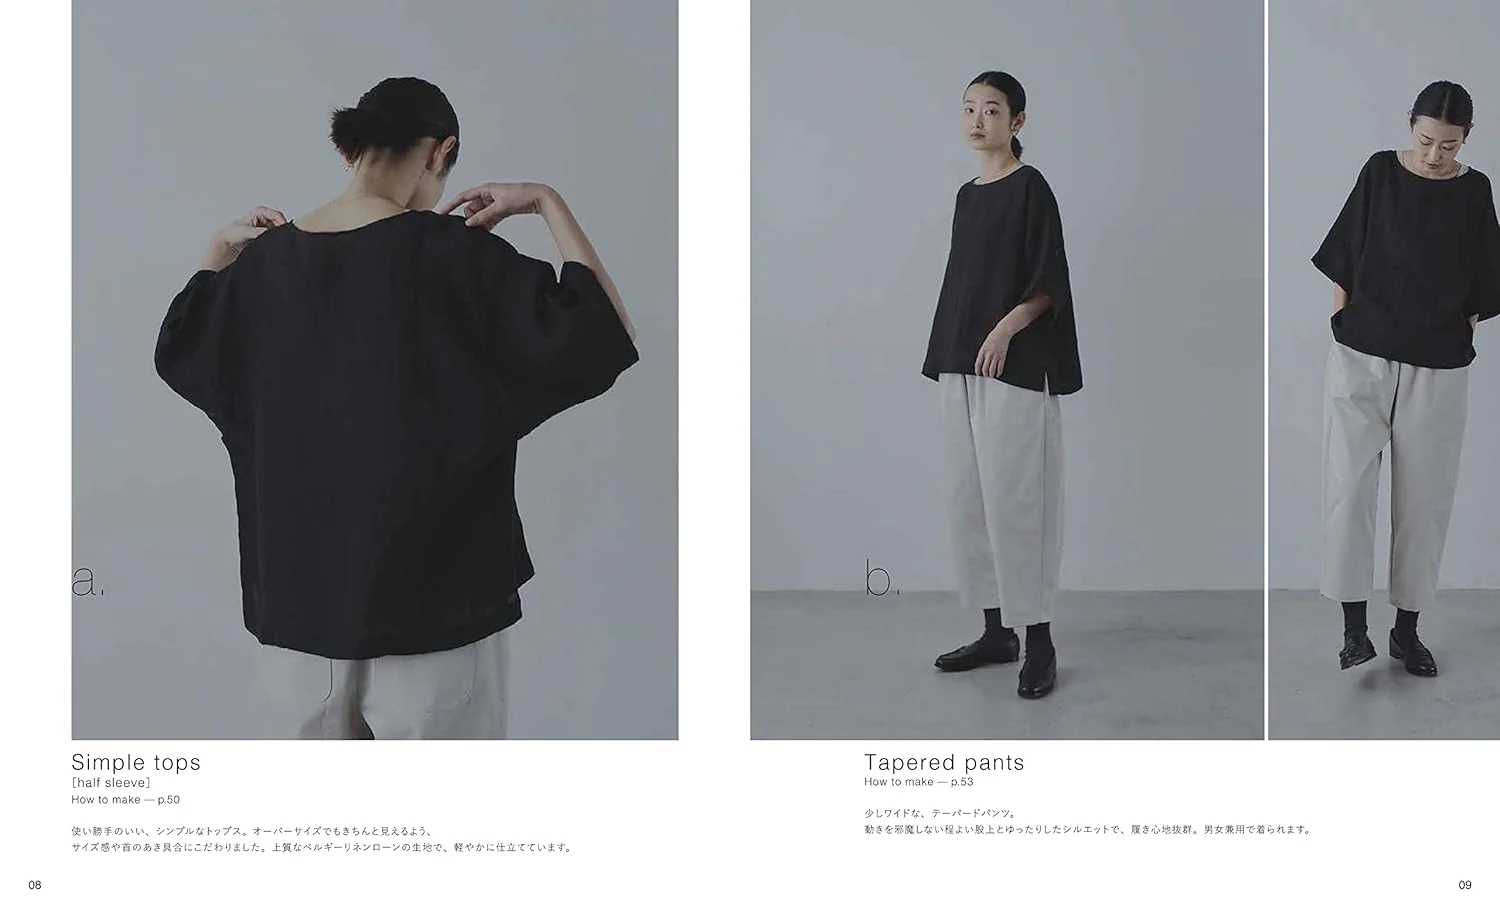 a.
Simple tops
[half sleeve]
How to make — p.50
使い勝手のいい、シンプルなトップス。オーバーサイズでもきちんと見えるよう、
サイズ感や首のあき具合にこだわりました。上質なベルギーリネンローンの生地で、軽やかに仕立てています。
08
b.
Tapered pants
How to make — p.53
少しワイドな、テーパードパンツ。
動きを邪魔しない程よい股上とゆったりしたシルエットで、履き心地抜群。男女兼用で着られます。
09